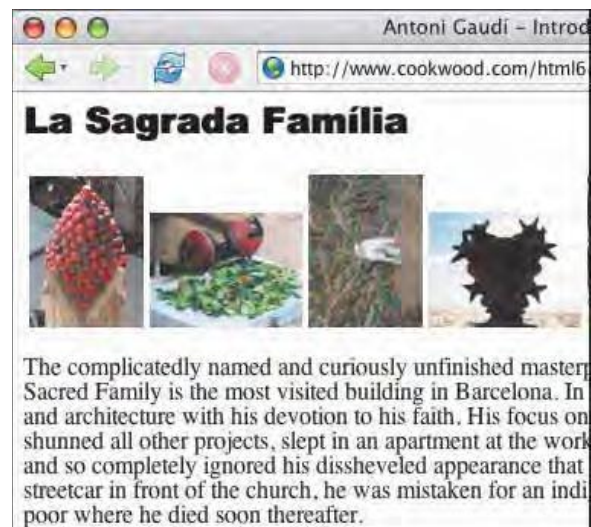 Antoni Gaudí – Introd
http://www.cookwood.com/html6
La Sagrada Família
The complicatedly named and curiously unfinished masterp
Sacred Family is the most visited building in Barcelona. In
and architecture with his devotion to his faith. His focus on
shunned all other projects, slept in an apartment at the work
and so completely ignored his dissheveled appearance that
streetcar in front of the church, he was mistaken for an indi
poor where he died soon thereafter.